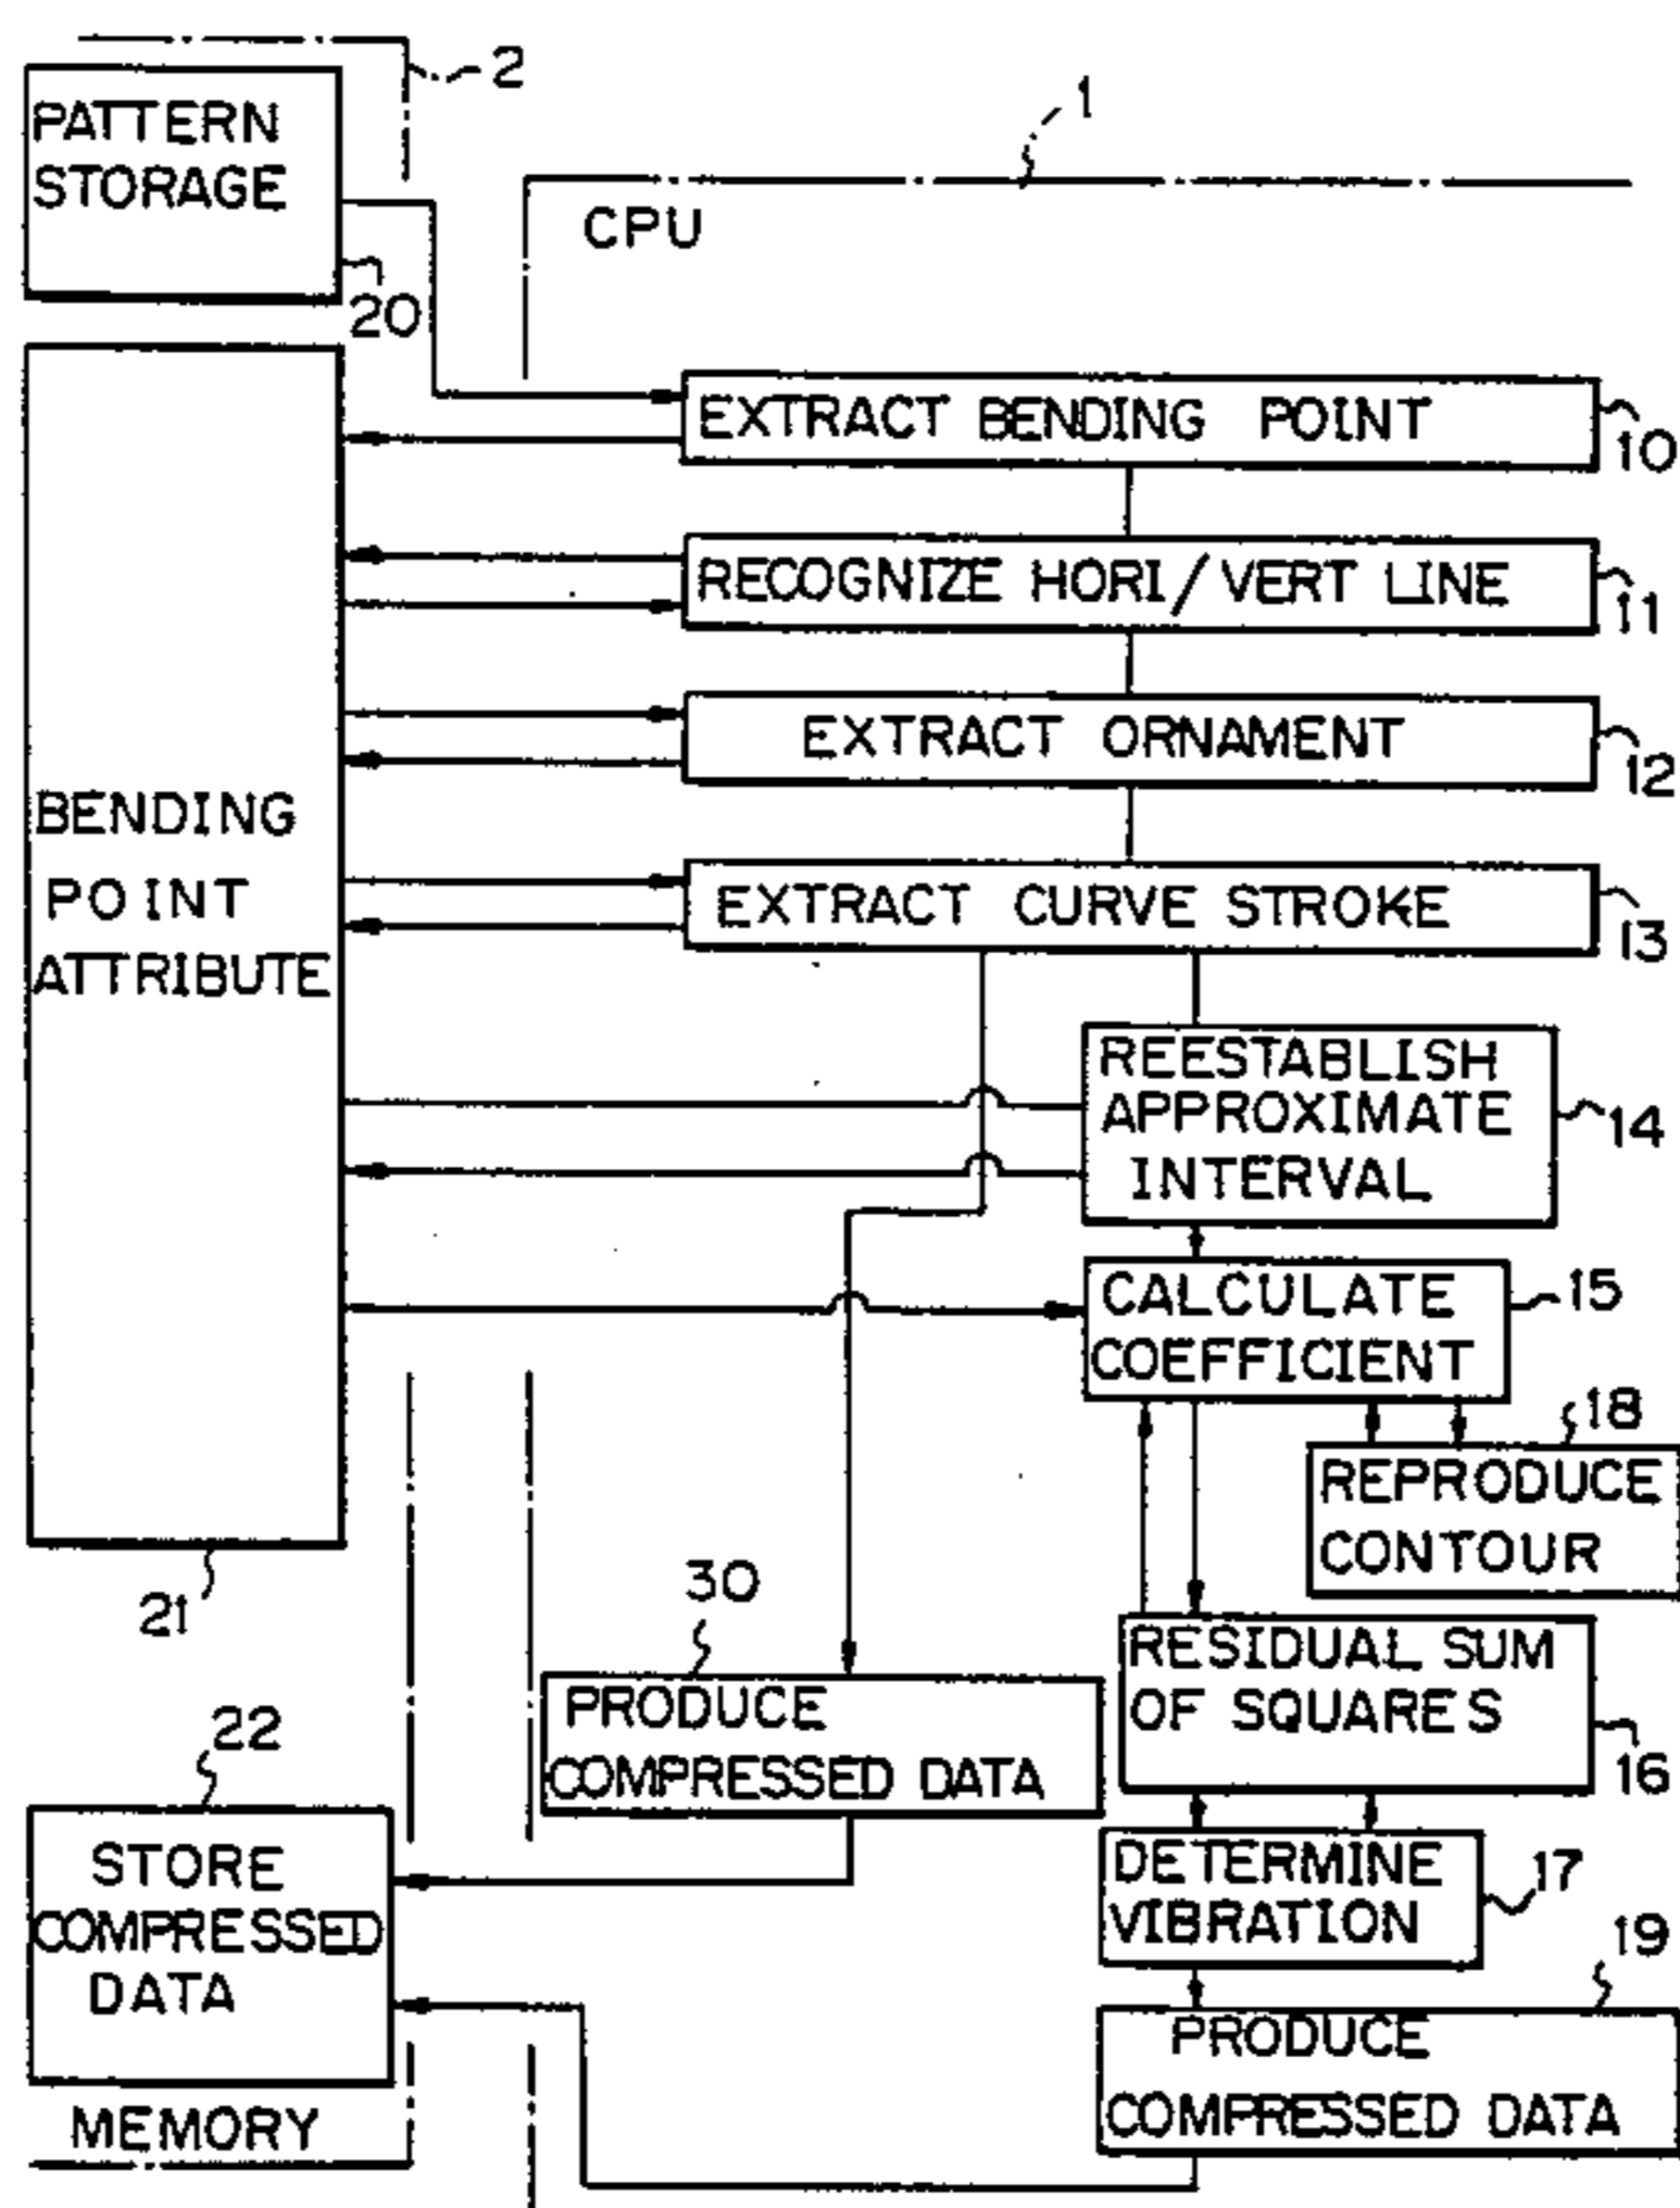 2
1
PATTERN
STORAGE
CPU
20
EXTRACT BENDING POINT
10
RECOGNIZE HORI/VERT LINE
11
EXTRACT ORNAMENT
12
BENDING
POINT
ATTRIBUTE
EXTRACT CURVE STROKE
13
REESTABLISH
APPROXIMATE
INTERVAL
14
CALCULATE
COEFFICIENT
15
18
REPRODUCE
CONTOUR
21
30
RESIDUAL SUM
OF SQUARES
16
PRODUCE
COMPRESSED DATA
22
STORE
COMPRESSED
DATA
DETERMINE
VIBRATION
17
19
PRODUCE
COMPRESSED DATA
MEMORY